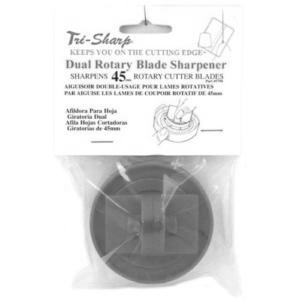 Tri-Sharp
KEEPS YOU ON THE CUTTING EDGE
Dual Rotary Blade Sharpener
SHARPENS 45mm ROTARY CUTTER BLADES
AIGUISOIR DOUBLE-USAGE POUR LAMES ROTATIVES
PAR AIGUISE LES LAMES DE COUPOIR ROTATIF DE 45mm
Afiladora Para Hoja
Giratoria Dual
Afila Hojas Cortadoras
Giratorias de 45mm